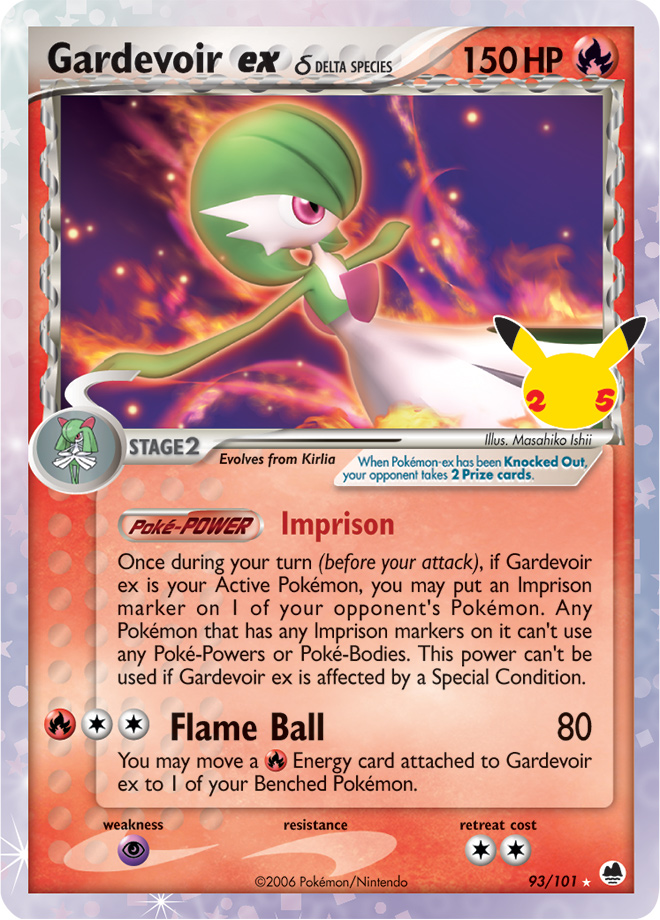 Gardevoir ex δ DELTA SPECIES 150 HP
25
Illus. Masahiko Ishii
STAGE2
Evolves from Kirlia
When Pokémon-ex has been Knocked Out,
your opponent takes 2 Prize cards.
Poké-POWER Imprison
Once during your turn (before your attack), if Gardevoir
ex is your Active Pokémon, you may put an Imprison
marker on 1 of your opponent's Pokémon. Any
Pokémon that has any Imprison markers on it can't use
any Poké-Powers or Poké-Bodies. This power can't be
used if Gardevoir ex is affected by a Special Condition.
Flame Ball 80
You may move a Energy card attached to Gardevoir
ex to 1 of your Benched Pokémon.
weakness resistance retreat cost
©2006 Pokémon/Nintendo 93/101 ★